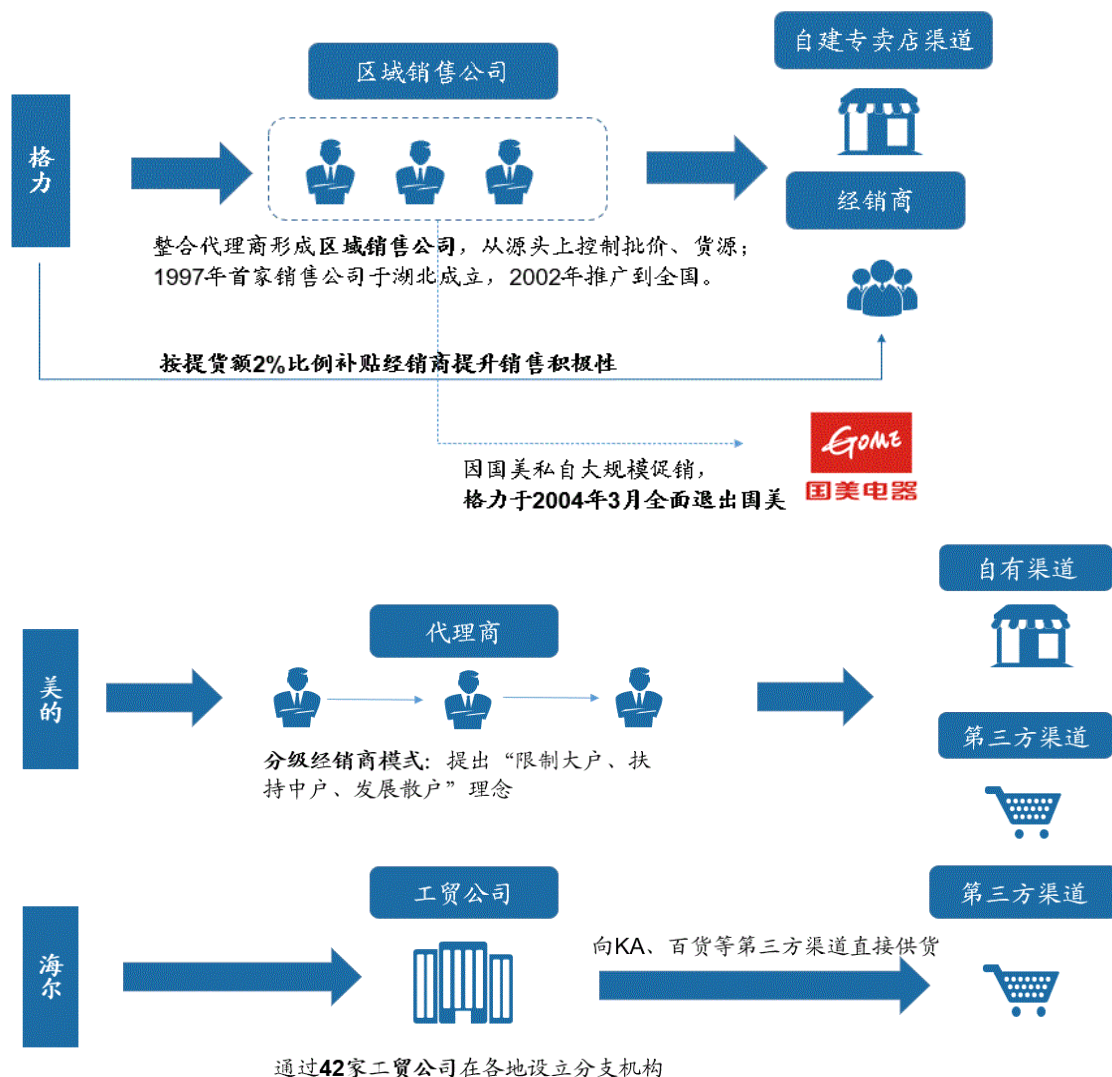 自建专卖店渠道
区域销售公司
格力
经销商
整合代理商形成区域销售公司，从源头上控制批价、货源；
1997年首家销售公司于湖北成立，2002年推广到全国。
按提货额2%比例补贴经销商提升销售积极性
GOME
国美电器
因国美私自大规模促销，
格力于2004年3月全面退出国美
自有渠道
代理商
美的
第三方渠道
分级经销商模式：提出“限制大户、扶
持中户、发展散户”理念
工贸公司
第三方渠道
海尔
向KA、百货等第三方渠道直接供货
通过42家工贸公司在各地设立分支机构